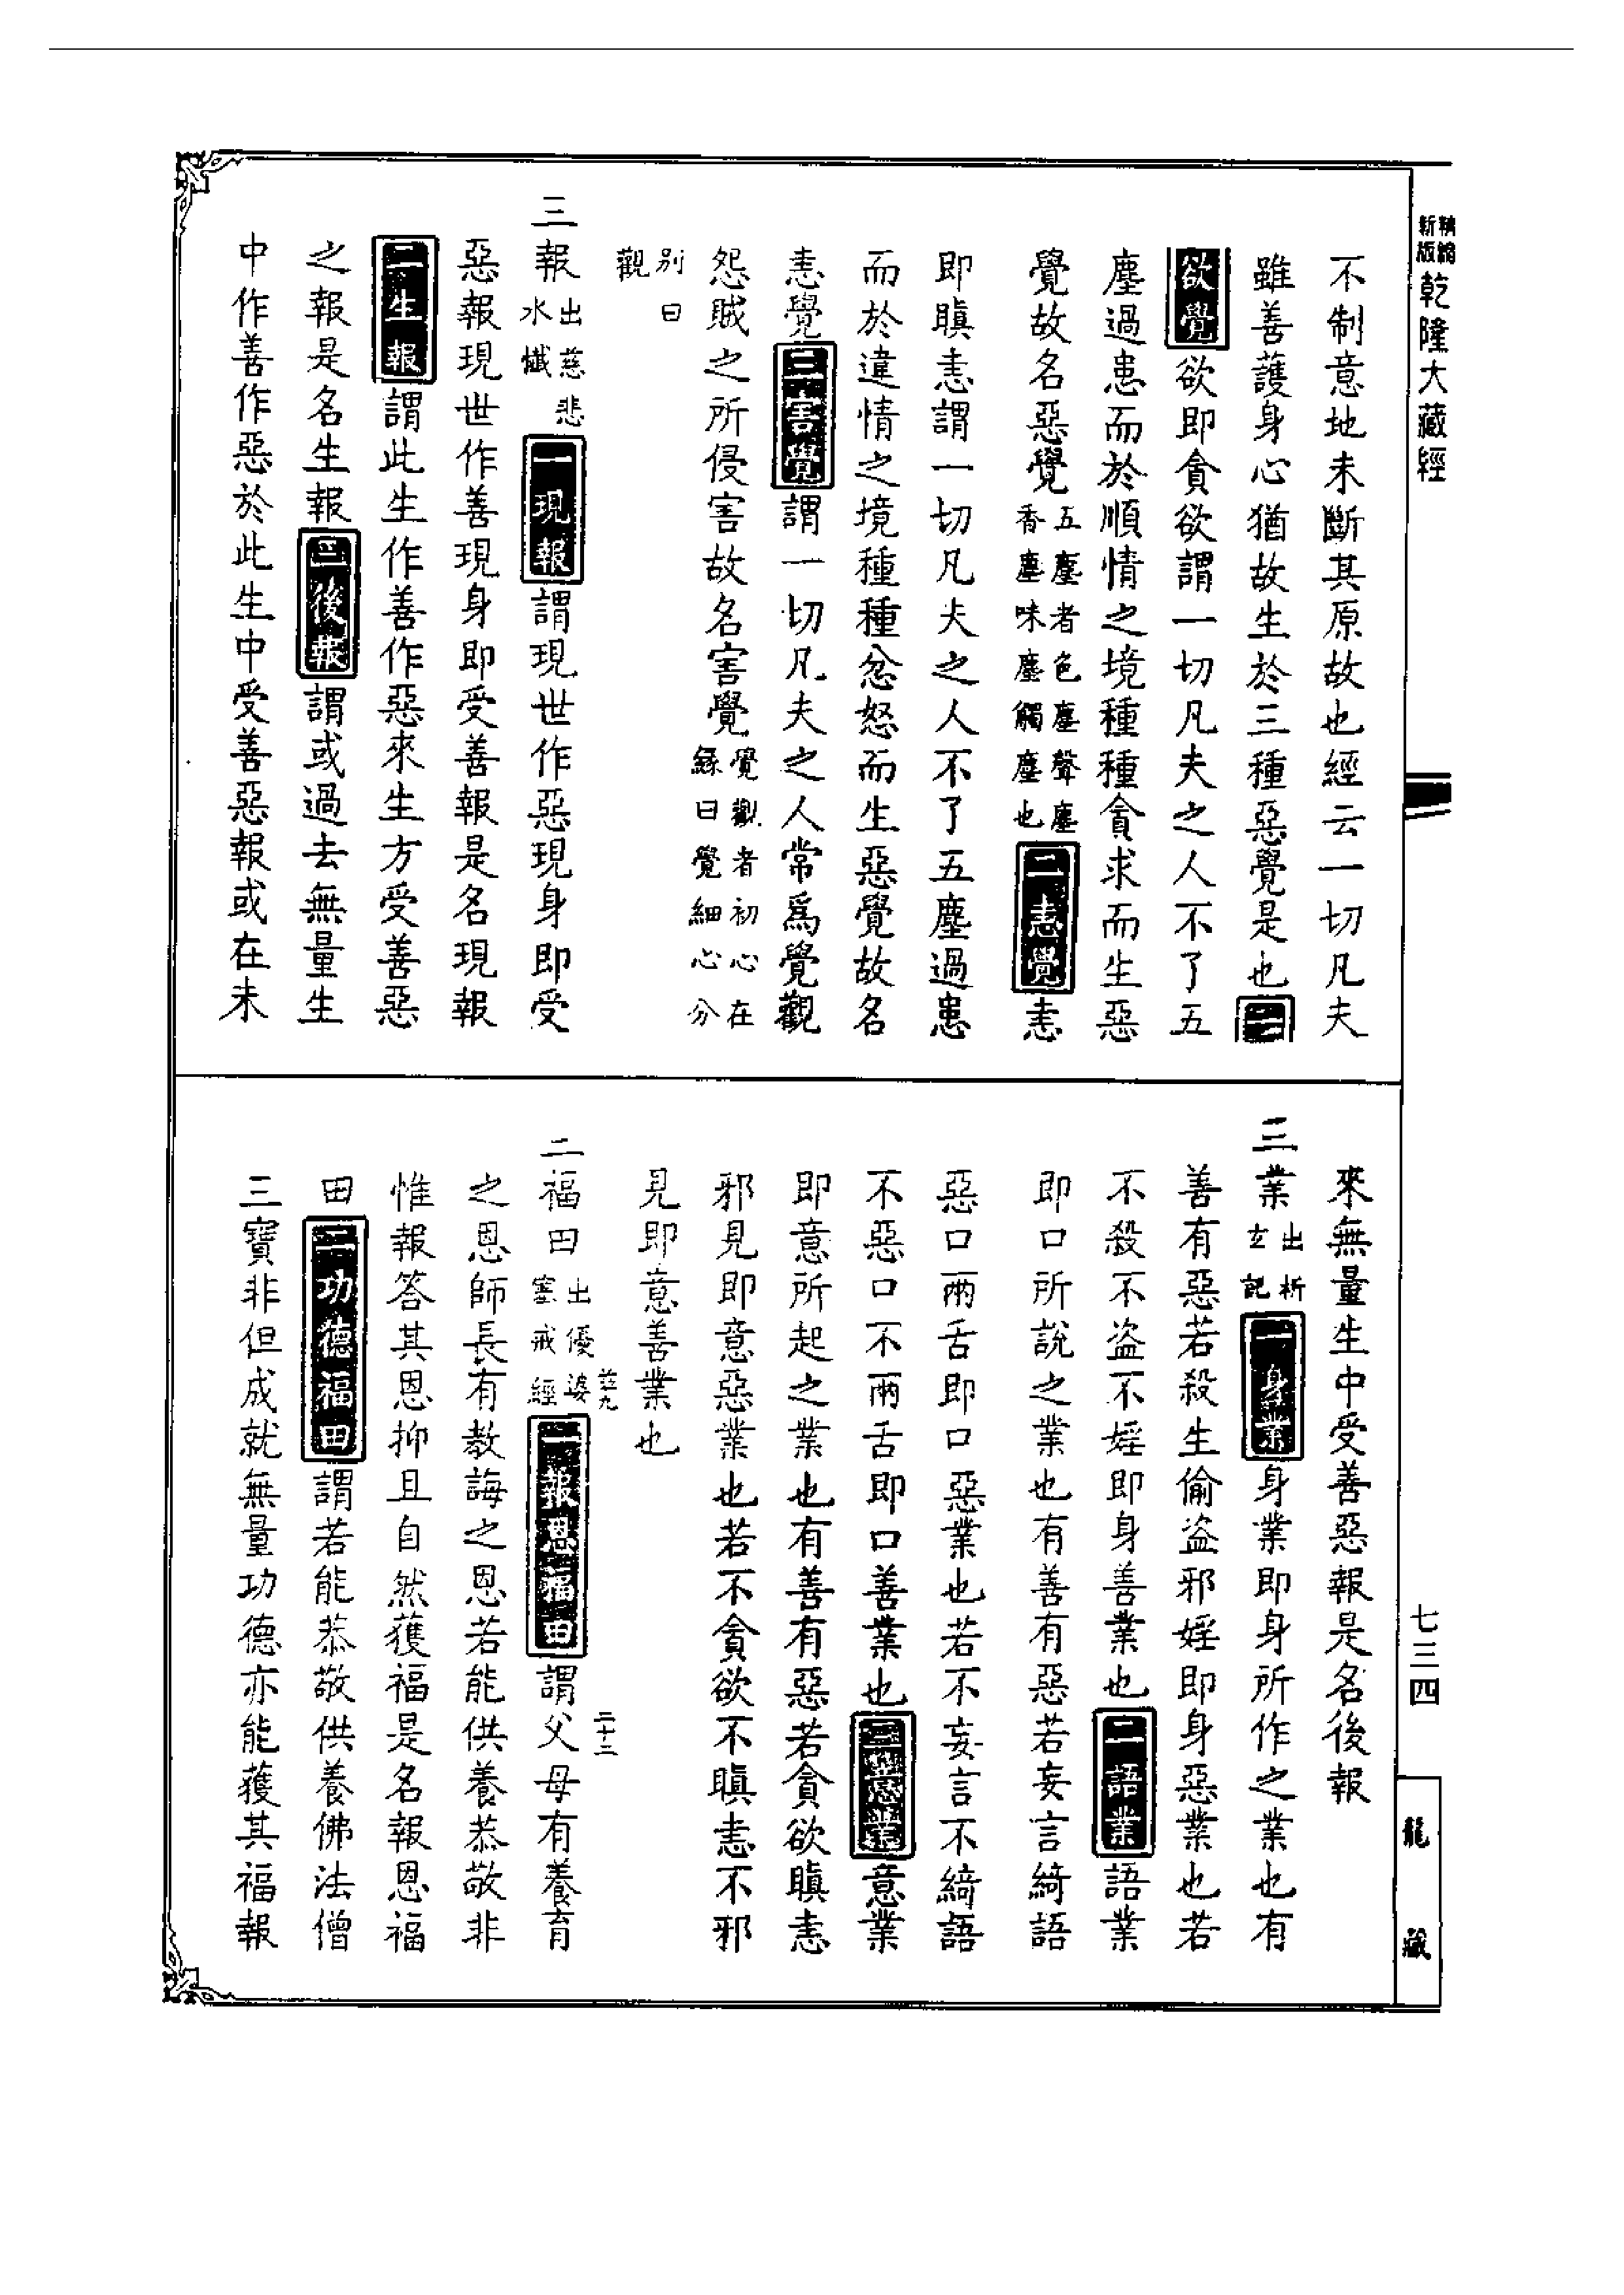 精縮
新版
乾隆大藏經
不制意地未斷其原故也經云一切凡夫
雖善護身心猶故生於三種惡覺是也一
欲覺欲即貪欲謂一切凡夫之人不了五
塵過患而於順情之境種種貪求而生惡
覺故名惡覺五塵者色塵聲塵
香塵味塵觸塵也二恚覺恚
即瞋恚謂一切凡夫之人不了五塵過患
而於違情之境種種忿怒而生惡覺故名
恚覺三害覺謂一切凡夫之人常爲覺觀
怨賊之所侵害故名害覺覺觀者初心在
緣曰覺細心分
別曰
觀
三報出慈悲
水懺一現報謂現世作惡現身即受
惡報現世作善現身即受善報是名現報
二生報謂此生作善作惡來生方受善惡
之報是名生報三後報謂或過去無量生
中作善作惡於此生中受善惡報或在未
來無量生中受善惡報是名後報
三業出析
玄記一身業身業即身所作之業也有
善有惡若殺生偷盜邪婬即身惡業也若
不殺不盜不婬即身善業也二語業語業
即口所說之業也有善有惡若妄言綺語
惡口兩舌即口惡業也若不妄言不綺語
不惡口不兩舌即口善業也三意業意業
即意所起之業也有善有惡若貪欲瞋恚
邪見即意惡業也若不貪欲不瞋恚不邪
見即意善業也
二十二
二福田出優婆
塞戒經一報恩福田謂父母有養育
之恩師長有教誨之恩若能供養恭敬非
惟報答其恩抑且自然獲福是名報恩福
田二功德福田謂若能恭敬供養佛法僧
三寶非但成就無量功德亦能獲其福報
七三四
龍藏